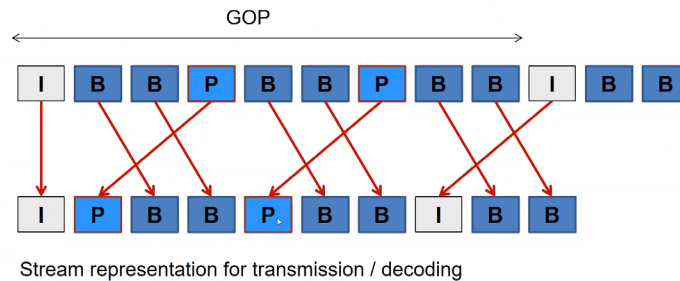 GOP
I B B P B B P B B I B B
I P B B P B B I B B
Stream representation for transmission / decoding